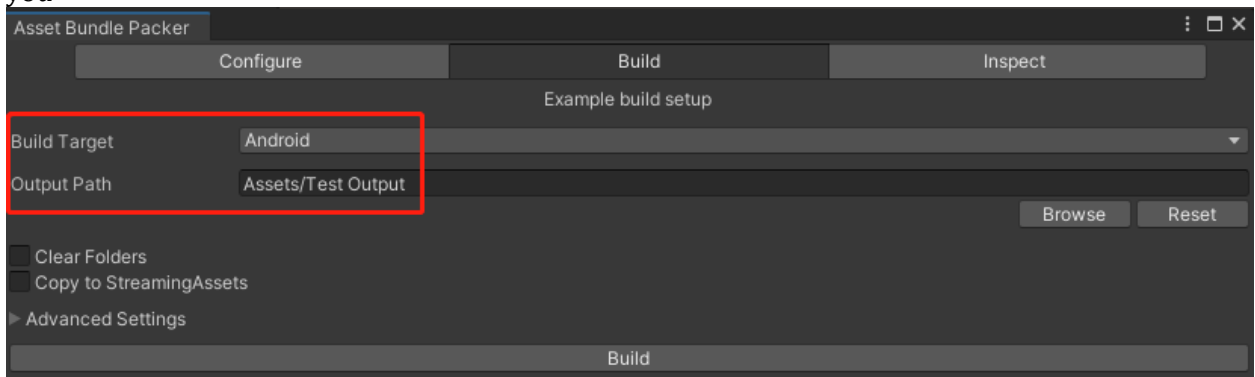 you
Asset Bundle Packer
Configure Build Inspect
Example build setup
Build Target Android
Output Path Assets/Test Output
Browse Reset
Clear Folders
Copy to StreamingAssets
Advanced Settings
Build